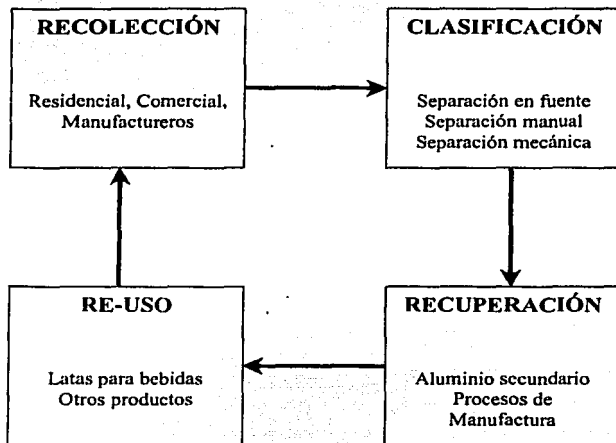 RECOLECCIÓN
Residencial, Comercial,
Manufactureros
CLASIFICACIÓN
Separación en fuente
Separación manual
Separación mecánica
RE-USO
Latas para bebidas
Otros productos
RECUPERACIÓN
Aluminio secundario
Procesos de
Manufactura